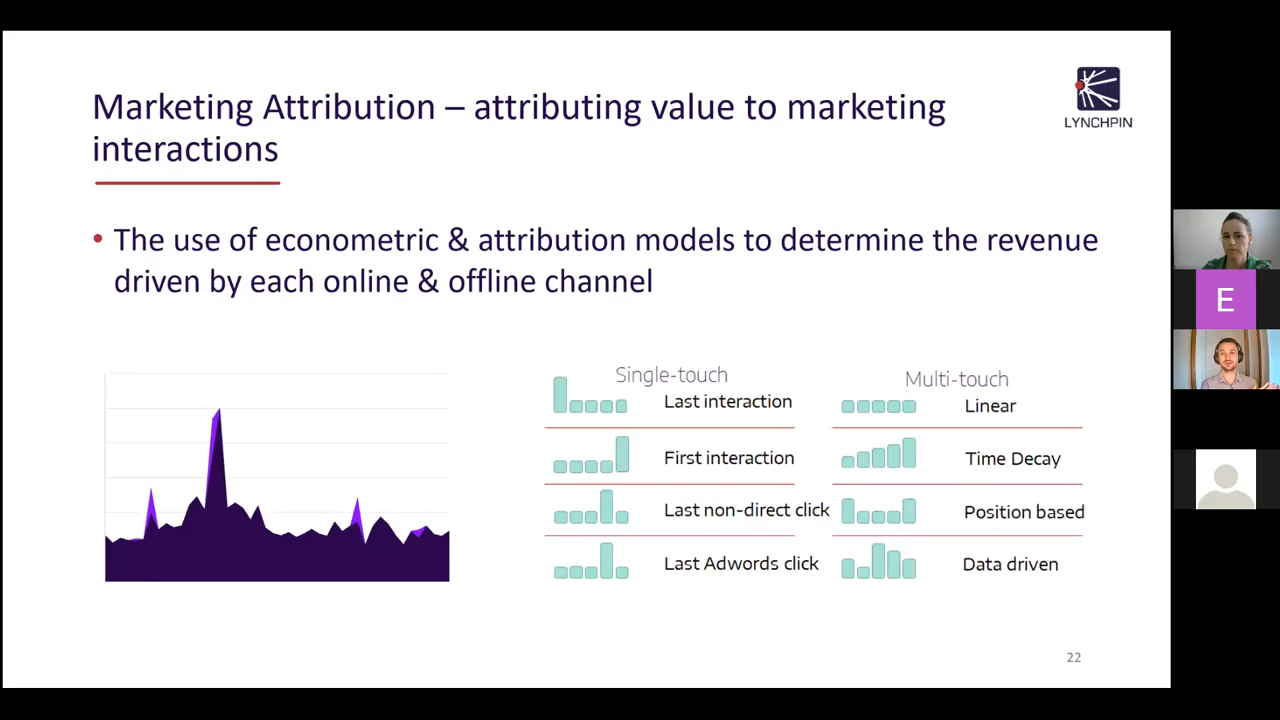 Marketing Attribution – attributing value to marketing
interactions
LYNCHPIN
• The use of econometric & attribution models to determine the revenue
driven by each online & offline channel
E
Single-touch
Last interaction
First interaction
Last non-direct click
Last Adwords click
Multi-touch
Linear
Time Decay
Position based
Data driven
22